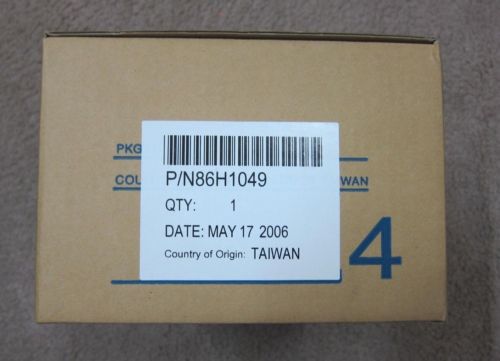 PKG
P/N86H1049
COU WAN
QTY: 1
DATE: MAY 17 2006
Country of Origin: TAIWAN
4